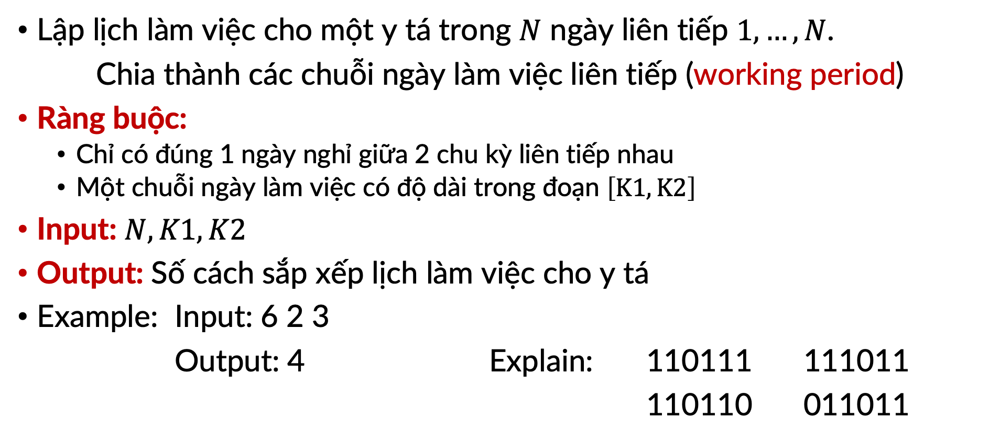 • Lập lịch làm việc cho một y tá trong N ngày liên tiếp 1, … , N.
Chia thành các chuỗi ngày làm việc liên tiếp (working period)
• Ràng buộc:
• Chỉ có đúng 1 ngày nghỉ giữa 2 chu kỳ liên tiếp nhau
• Một chuỗi ngày làm việc có độ dài trong đoạn [K1, K2]
• Input: N, K1, K2
• Output: Số cách sắp xếp lịch làm việc cho y tá
• Example: Input: 6 2 3
Output: 4 Explain: 110111 111011
110110 011011